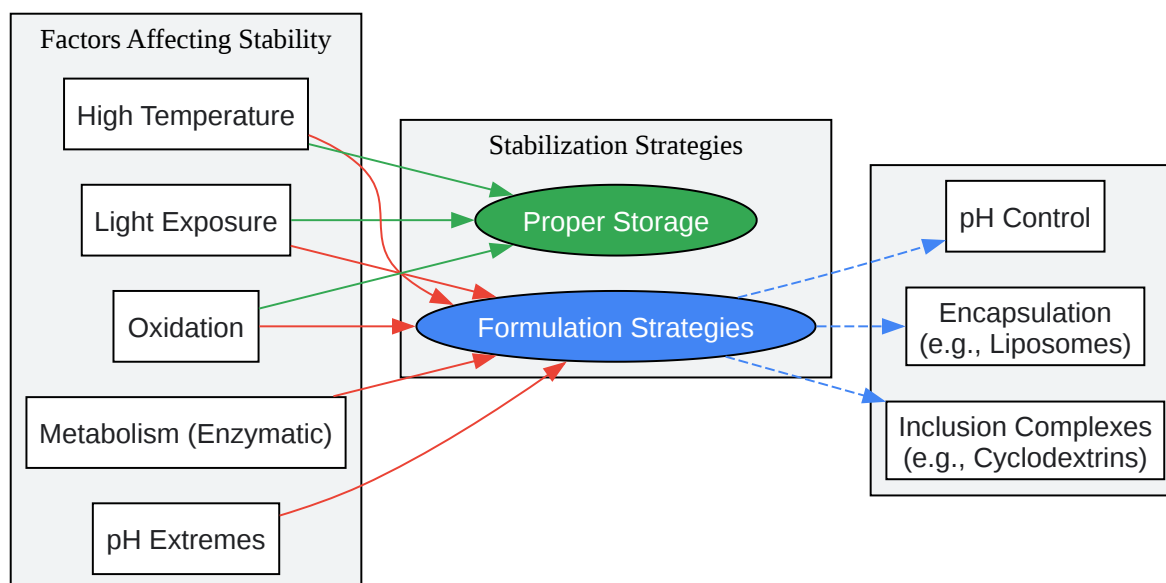 Factors Affecting Stability
High Temperature
Light Exposure
Oxidation
Metabolism (Enzymatic)
pH Extremes
Stabilization Strategies
Proper Storage
Formulation Strategies
pH Control
Encapsulation
(e.g., Liposomes)
Inclusion Complexes
(e.g., Cyclodextrins)